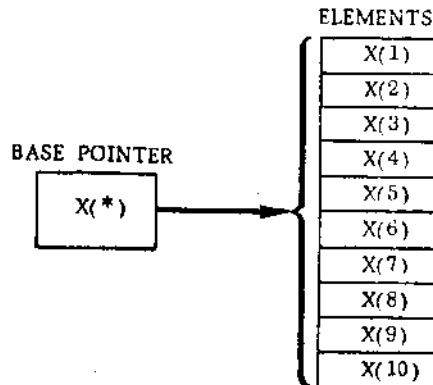 ELEMENTS
X(1)
X(2)
X(3)
X(4)
BASE POINTER
X(*)
X(5)
X(6)
X(7)
X(8)
X(9)
X(10)